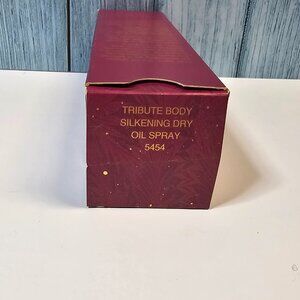 TRIBUTE BODY
SILKENING DRY
OIL SPRAY
5454